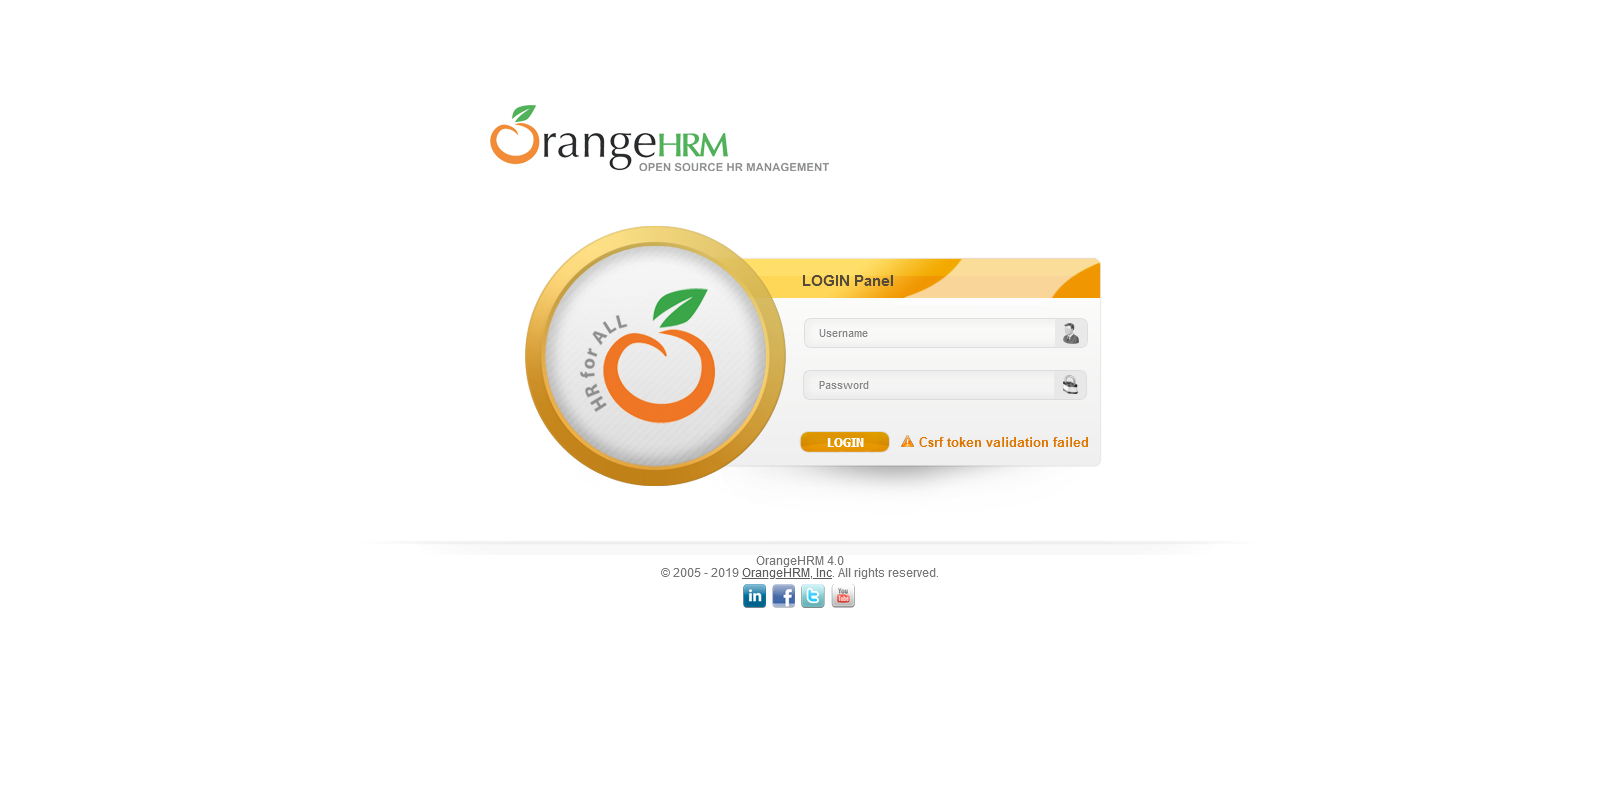 OrangeHRM
OPEN SOURCE HR MANAGEMENT
LOGIN Panel
HR for ALL
Username
Password
LOGIN
Csrf token validation failed
OrangeHRM 4.0
© 2005 - 2019 OrangeHRM, Inc. All rights reserved.
in f t You Tube